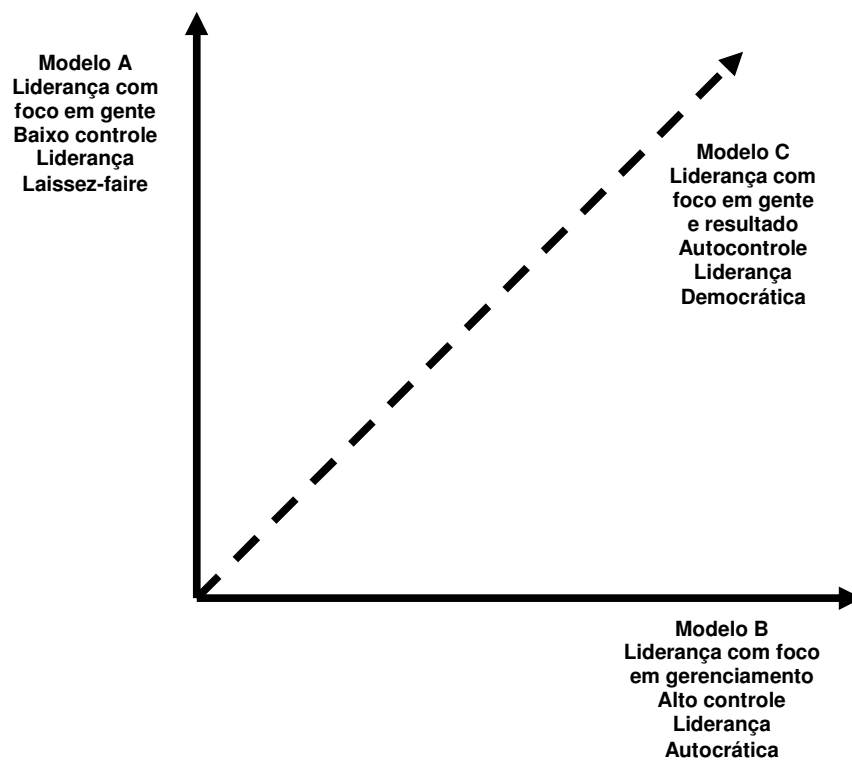 Modelo A
Liderança com
foco em gente
Baixo controle
Liderança
Laissez-faire
Modelo C
Liderança com
foco em gente
e resultado
Autocontrole
Liderança
Democrática
Modelo B
Liderança com foco
em gerenciamento
Alto controle
Liderança
Autocrática